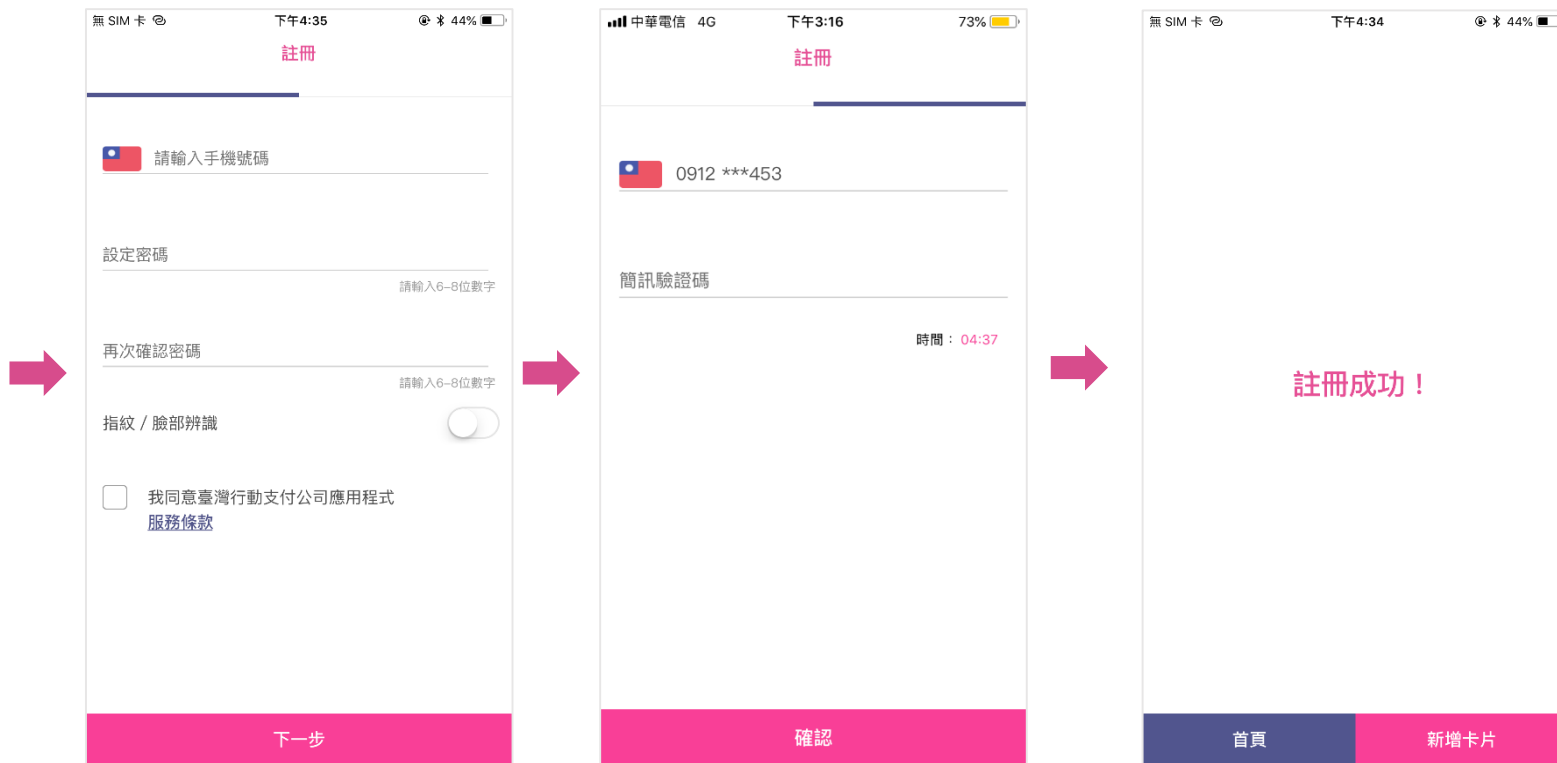 無 SIM 卡 下午4:35 44%
註冊
請輸入手機號碼
設定密碼
請輸入6–8位數字
再次確認密碼
請輸入6–8位數字
指紋 / 臉部辨識
我同意臺灣行動支付公司應用程式
服務條款
下一步
中華電信 4G 下午3:16 73%
註冊
0912 ***453
簡訊驗證碼
時間： 04:37
確認
無 SIM 卡 下午4:34 44%
註冊成功！
首頁 新增卡片